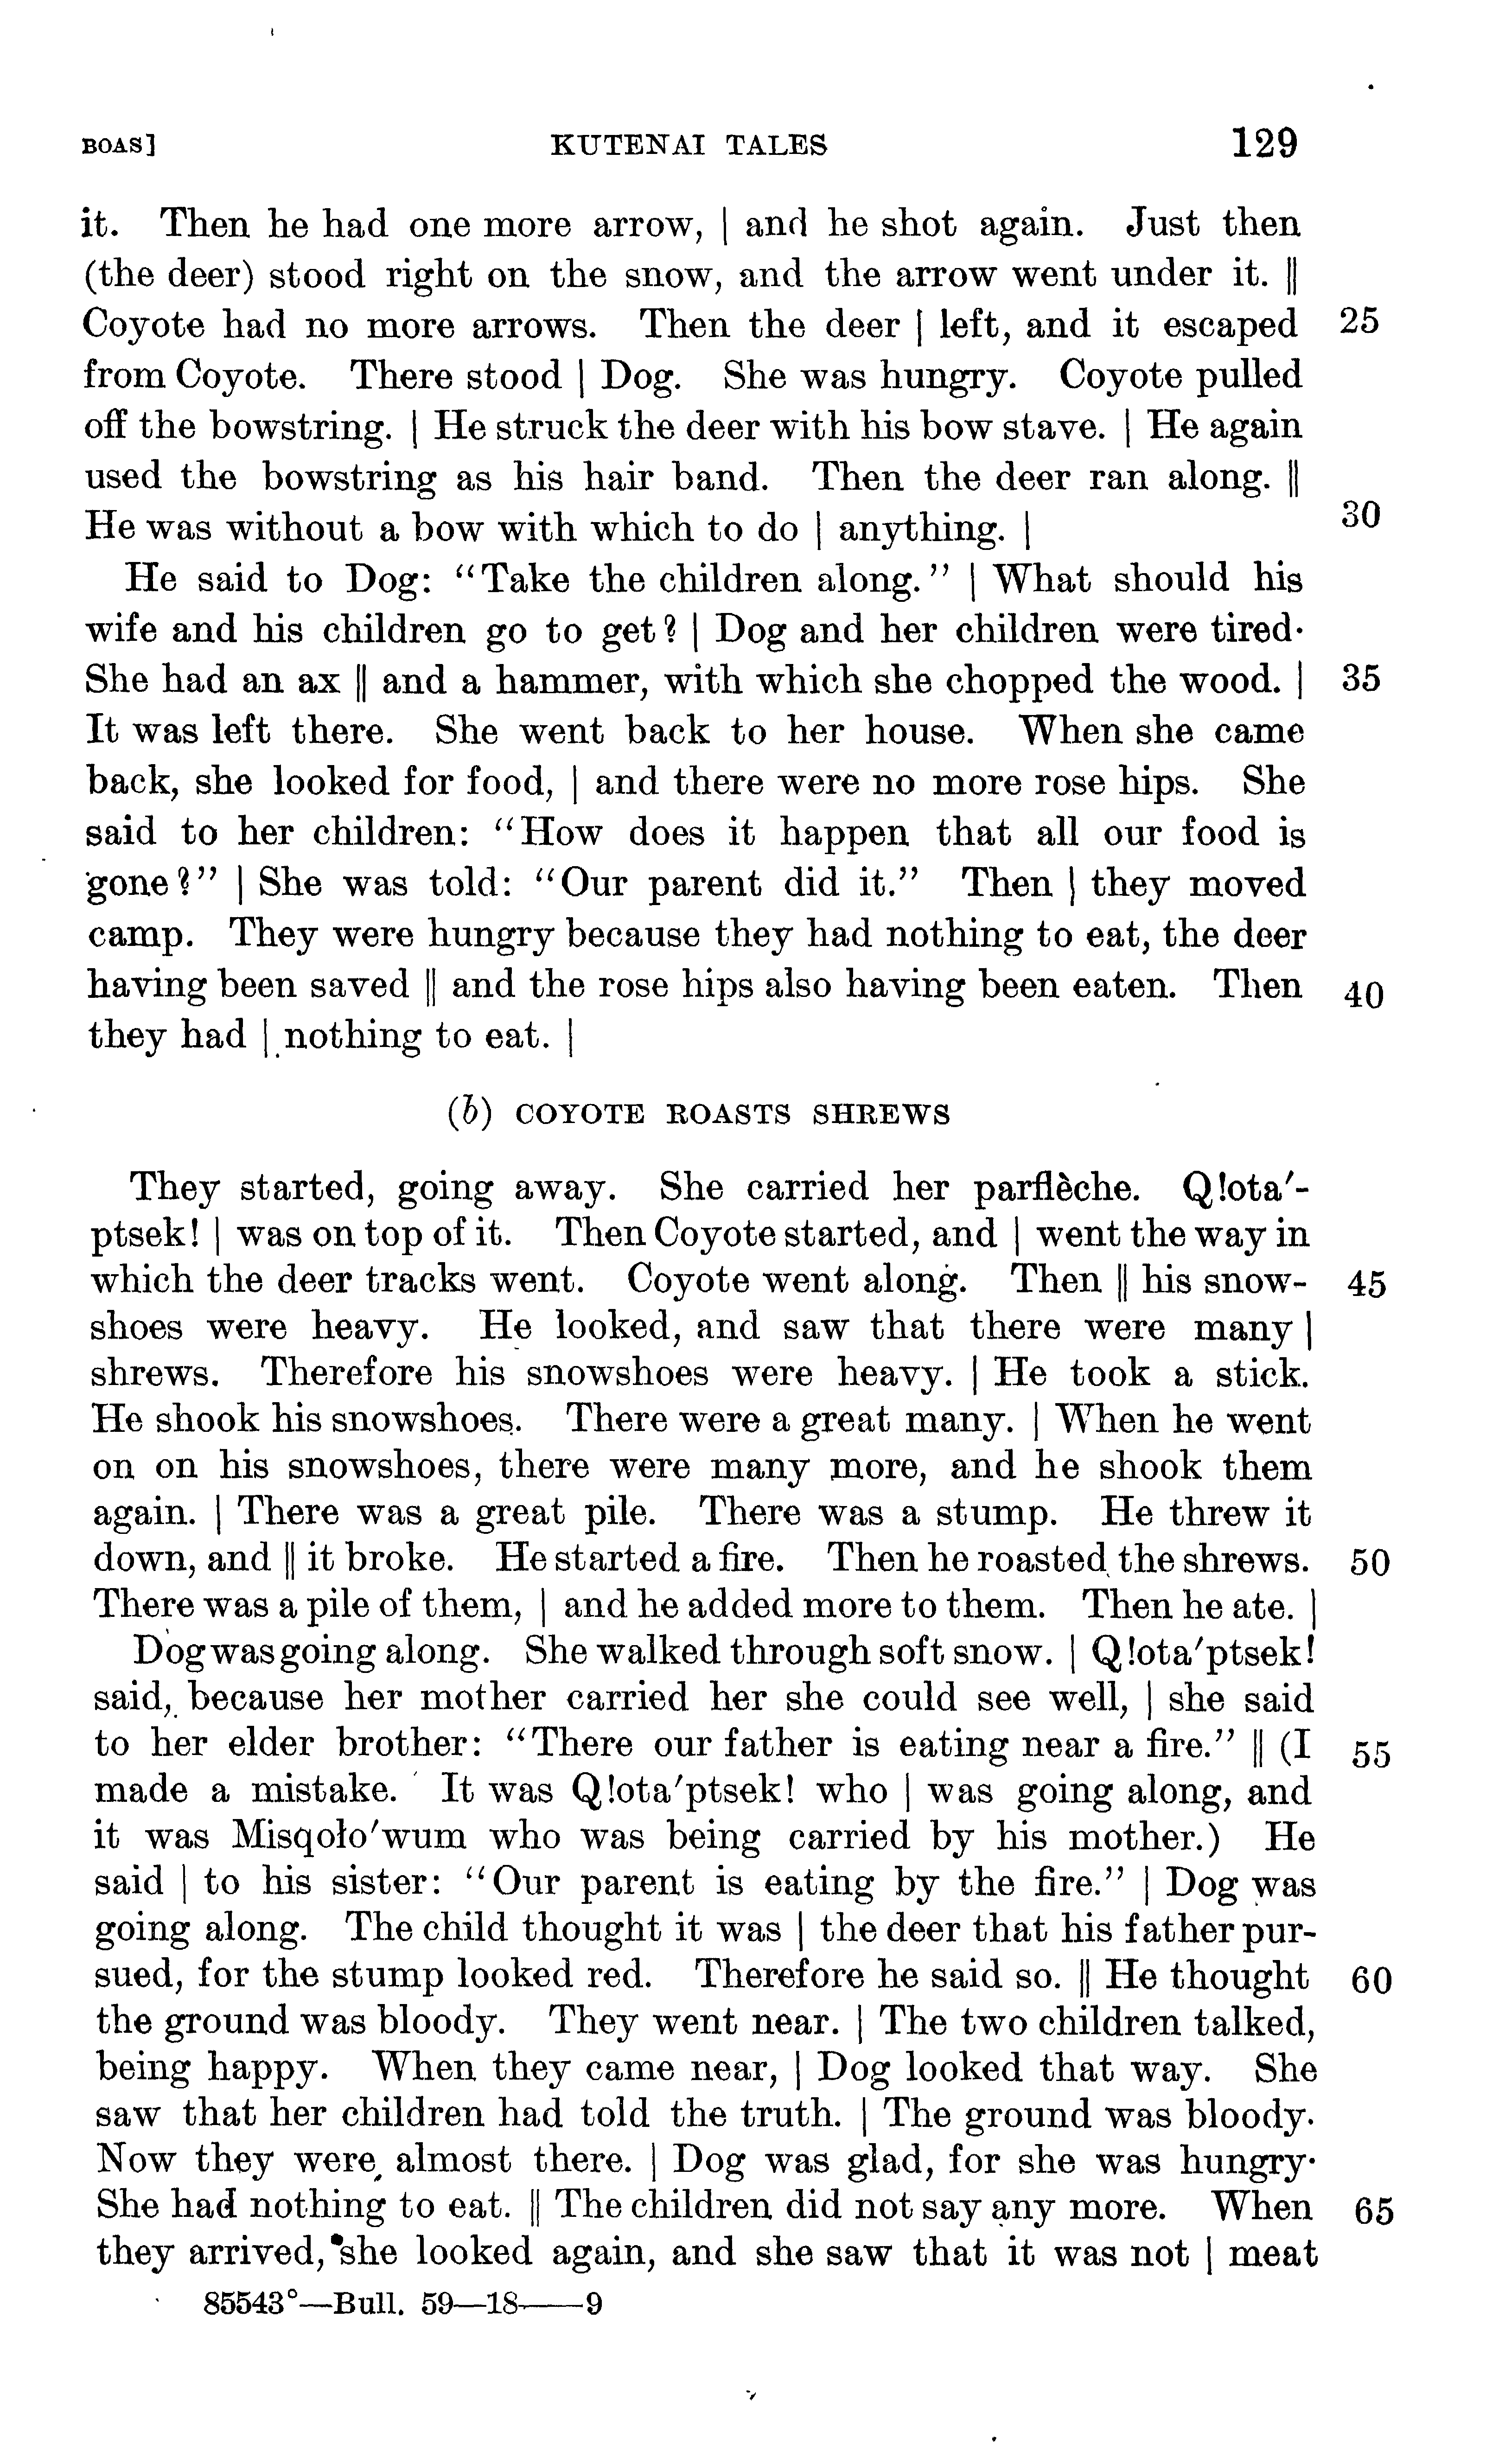 BOAS] KUTENAI TALES 129
it. Then he had one more arrow, | and he shot again. Just then
(the deer) stood right on the snow, and the arrow went under it. ||
Coyote had no more arrows. Then the deer | left, and it escaped 25
from Coyote. There stood | Dog. She was hungry. Coyote pulled
off the bowstring. | He struck the deer with his bow stave. | He again
used the bowstring as his hair band. Then the deer ran along. ||
He was without a bow with which to do | anything. | 30
He said to Dog: “Take the children along.” | What should his
wife and his children go to get? | Dog and her children were tired.
She had an ax || and a hammer, with which she chopped the wood. | 35
It was left there. She went back to her house. When she came
back, she looked for food, | and there were no more rose hips. She
said to her children: “How does it happen that all our food is
gone?” | She was told: “Our parent did it.” Then | they moved
camp. They were hungry because they had nothing to eat, the deer
having been saved || and the rose hips also having been eaten. Then 40
they had | nothing to eat. |
(b) COYOTE ROASTS SHREWS
They started, going away. She carried her parflèche. Q!ota′-
ptsek! | was on top of it. Then Coyote started, and | went the way in
which the deer tracks went. Coyote went along. Then || his snow- 45
shoes were heavy. He looked, and saw that there were many |
shrews. Therefore his snowshoes were heavy. | He took a stick.
He shook his snowshoes. There were a great many. | When he went
on on his snowshoes, there were many more, and he shook them
again. | There was a great pile. There was a stump. He threw it
down, and || it broke. He started a fire. Then he roasted the shrews. 50
There was a pile of them, | and he added more to them. Then he ate. |
Dog was going along. She walked through soft snow. | Q!ota′ptsek!
said, because her mother carried her she could see well, | she said
to her elder brother: “There our father is eating near a fire.” || (I 55
made a mistake. It was Q!ota′ptsek! who | was going along, and
it was Misqoło′wum who was being carried by his mother.) He
said | to his sister: “Our parent is eating by the fire.” | Dog was
going along. The child thought it was | the deer that his father pur-
sued, for the stump looked red. Therefore he said so. || He thought 60
the ground was bloody. They went near. | The two children talked,
being happy. When they came near, | Dog looked that way. She
saw that her children had told the truth. | The ground was bloody.
Now they were almost there. | Dog was glad, for she was hungry.
She had nothing to eat. || The children did not say any more. When 65
they arrived, she looked again, and she saw that it was not | meat
85543°—Bull. 59—18——9